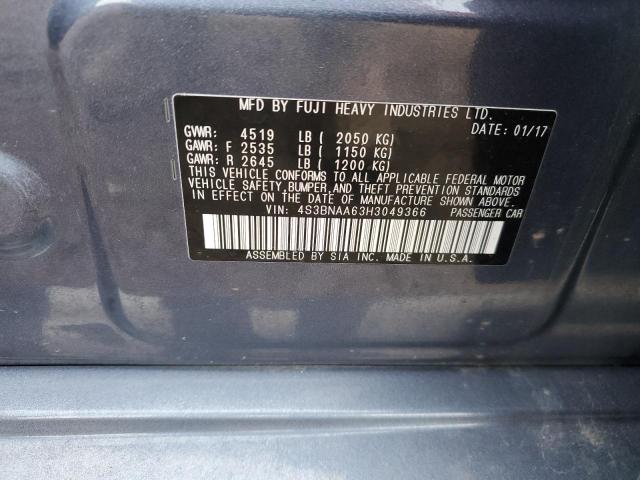 MFD BY FUJI HEAVY INDUSTRIES LTD.
GVWR: 4519 LB ( 2050 KG) DATE: 01/17
GAWR: F 2535 LB ( 1150 KG)
GAWR: R 2645 LB ( 1200 KG)
THIS VEHICLE CONFORMS TO ALL APPLICABLE FEDERAL MOTOR
VEHICLE SAFETY, BUMPER, AND THEFT PREVENTION STANDARDS
IN EFFECT ON THE DATE OF MANUFACTURE SHOWN ABOVE.
VIN: 4S3BNAA63H3049366 PASSENGER CAR
ASSEMBLED BY SIA INC. MADE IN U.S.A.